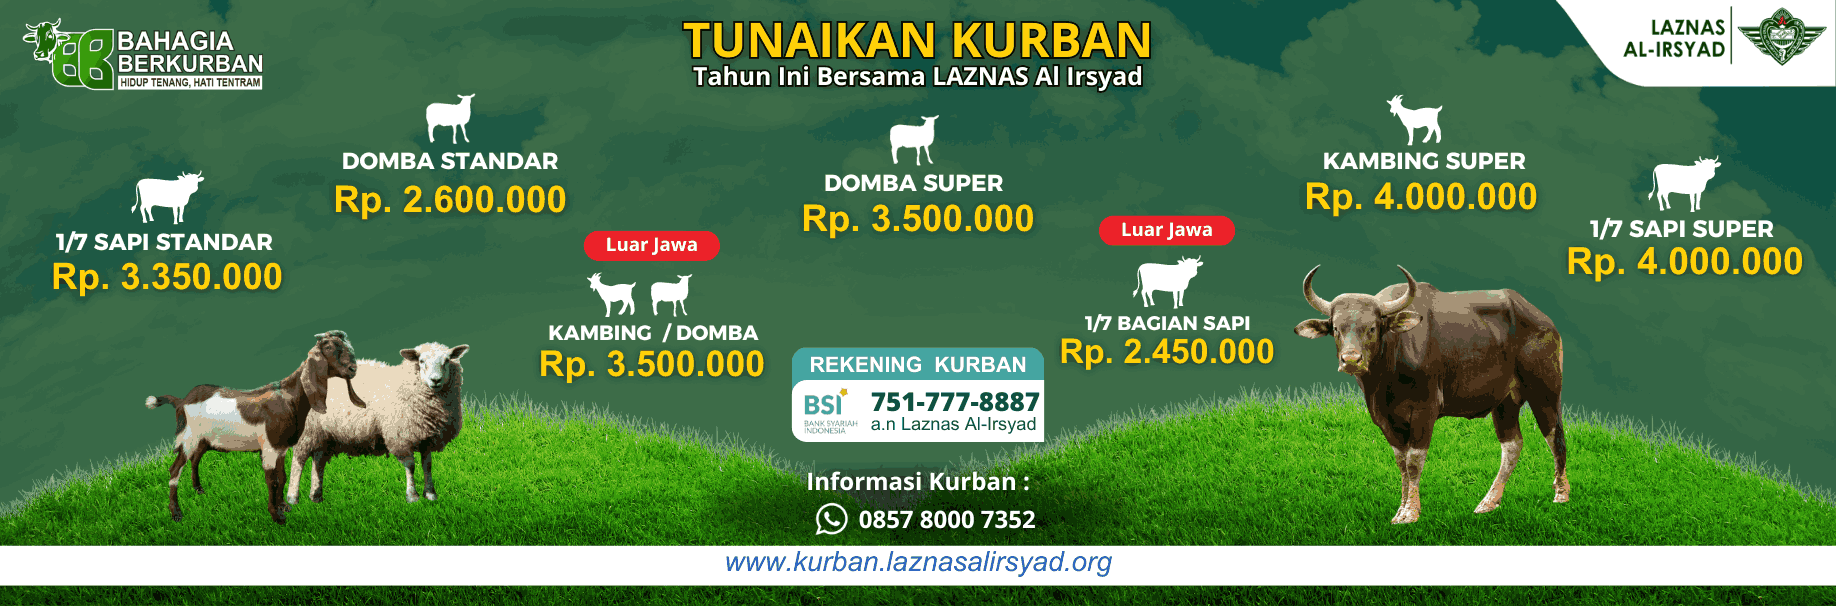 BAHAGIA
BERKURBAN
HIDUP TENANG, HATI TENTRAM
TUNAIKAN KURBAN
Tahun Ini Bersama LAZNAS Al Irsyad
LAZNAS
AL-IRSYAD
1/7 SAPI STANDAR
Rp. 3.350.000
DOMBA STANDAR
Rp. 2.600.000
Luar Jawa
KAMBING / DOMBA
Rp. 3.500.000
DOMBA SUPER
Rp. 3.500.000
Luar Jawa
1/7 BAGIAN SAPI
Rp. 2.450.000
KAMBING SUPER
Rp. 4.000.000
1/7 SAPI SUPER
Rp. 4.000.000
REKENING KURBAN
BSI
BANK SYARIAH
INDONESIA
751-777-8887
a.n Laznas Al-Irsyad
Informasi Kurban :
0857 8000 7352
www.kurban.laznasalirsyad.org